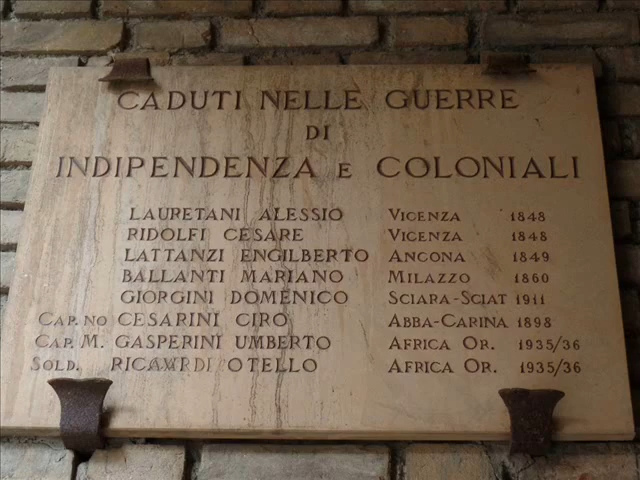 CADUTI NELLE GUERRE
DI
INDIPENDENZA E COLONIALI
LAURETANI ALESSIO VICENZA 1848
RIDOLFI CESARE VICENZA 1848
LATTANZI ENGILBERTO ANCONA 1849
BALLANTI MARIANO MILAZZO 1860
GIORGINI DOMENICO SCIARA-SCIAT 1911
CAP.NO CESARINI CIRO ABBA-CARINA 1898
CAP. M. GASPERINI UMBERTO AFRICA OR. 1935/36
SOLD. OTELLO AFRICA OR. 1935/36